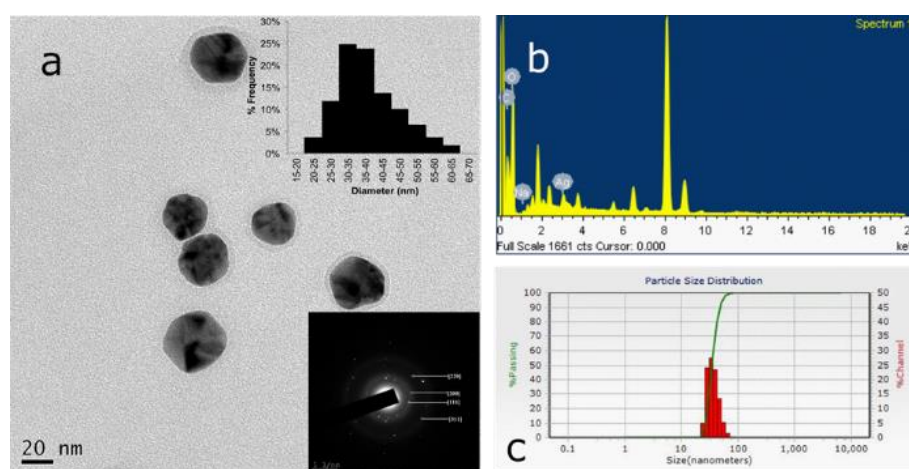 a
30%
25%
20%
15%
10%
5%
0%
% Frequency
15-20
20-25
25-30
30-35
35-40
40-45
45-50
50-55
55-60
60-65
65-70
Diameter (nm)
20 nm
b
Spectrum
O
Ag
0 2 4 6 8 10 12 14 16 18
Full Scale 1661 cts Cursor: 0.000
Particle Size Distribution
100
90
80
70
60
50
40
30
20
10
0
%Passing
50
45
40
35
30
25
20
15
10
5
0
%Channel
0.1 1 10 100 1,000 10,000
Size(nanometers)
C